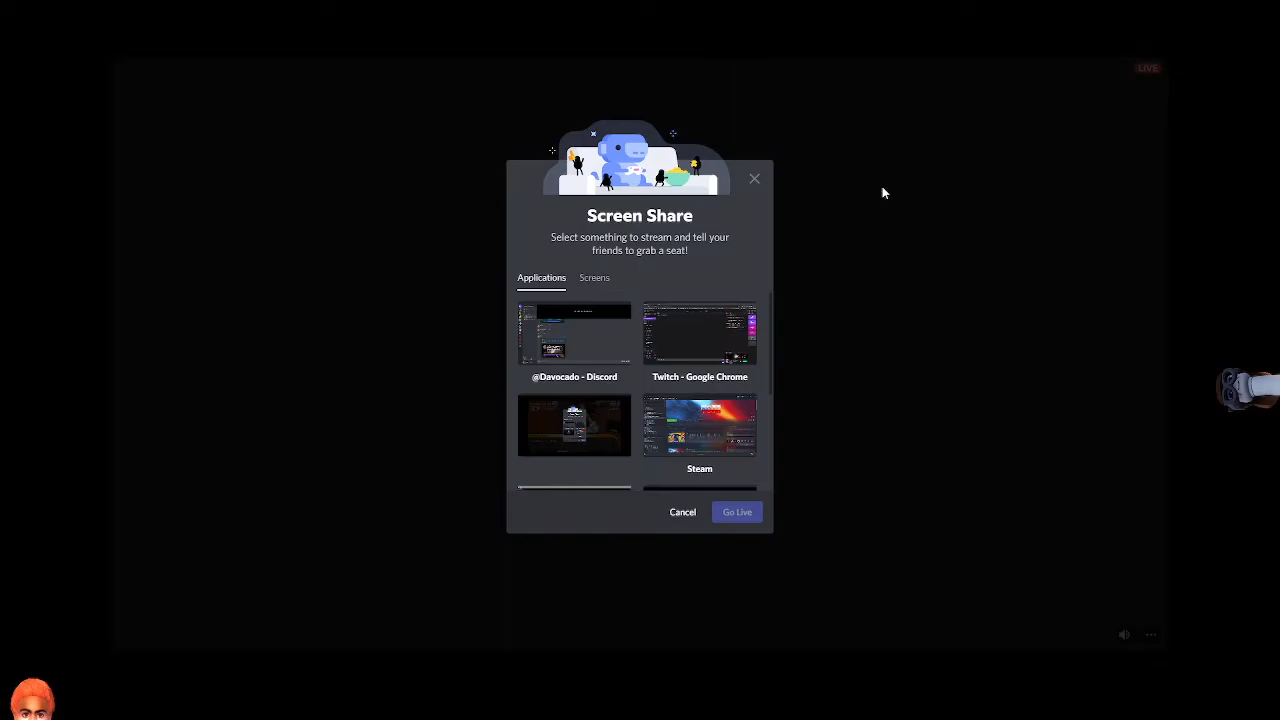 LIVE
Screen Share
Select something to stream and tell your
friends to grab a seat!
Applications Screens
@Davocado - Discord Twitch - Google Chrome
Steam
Cancel Go Live